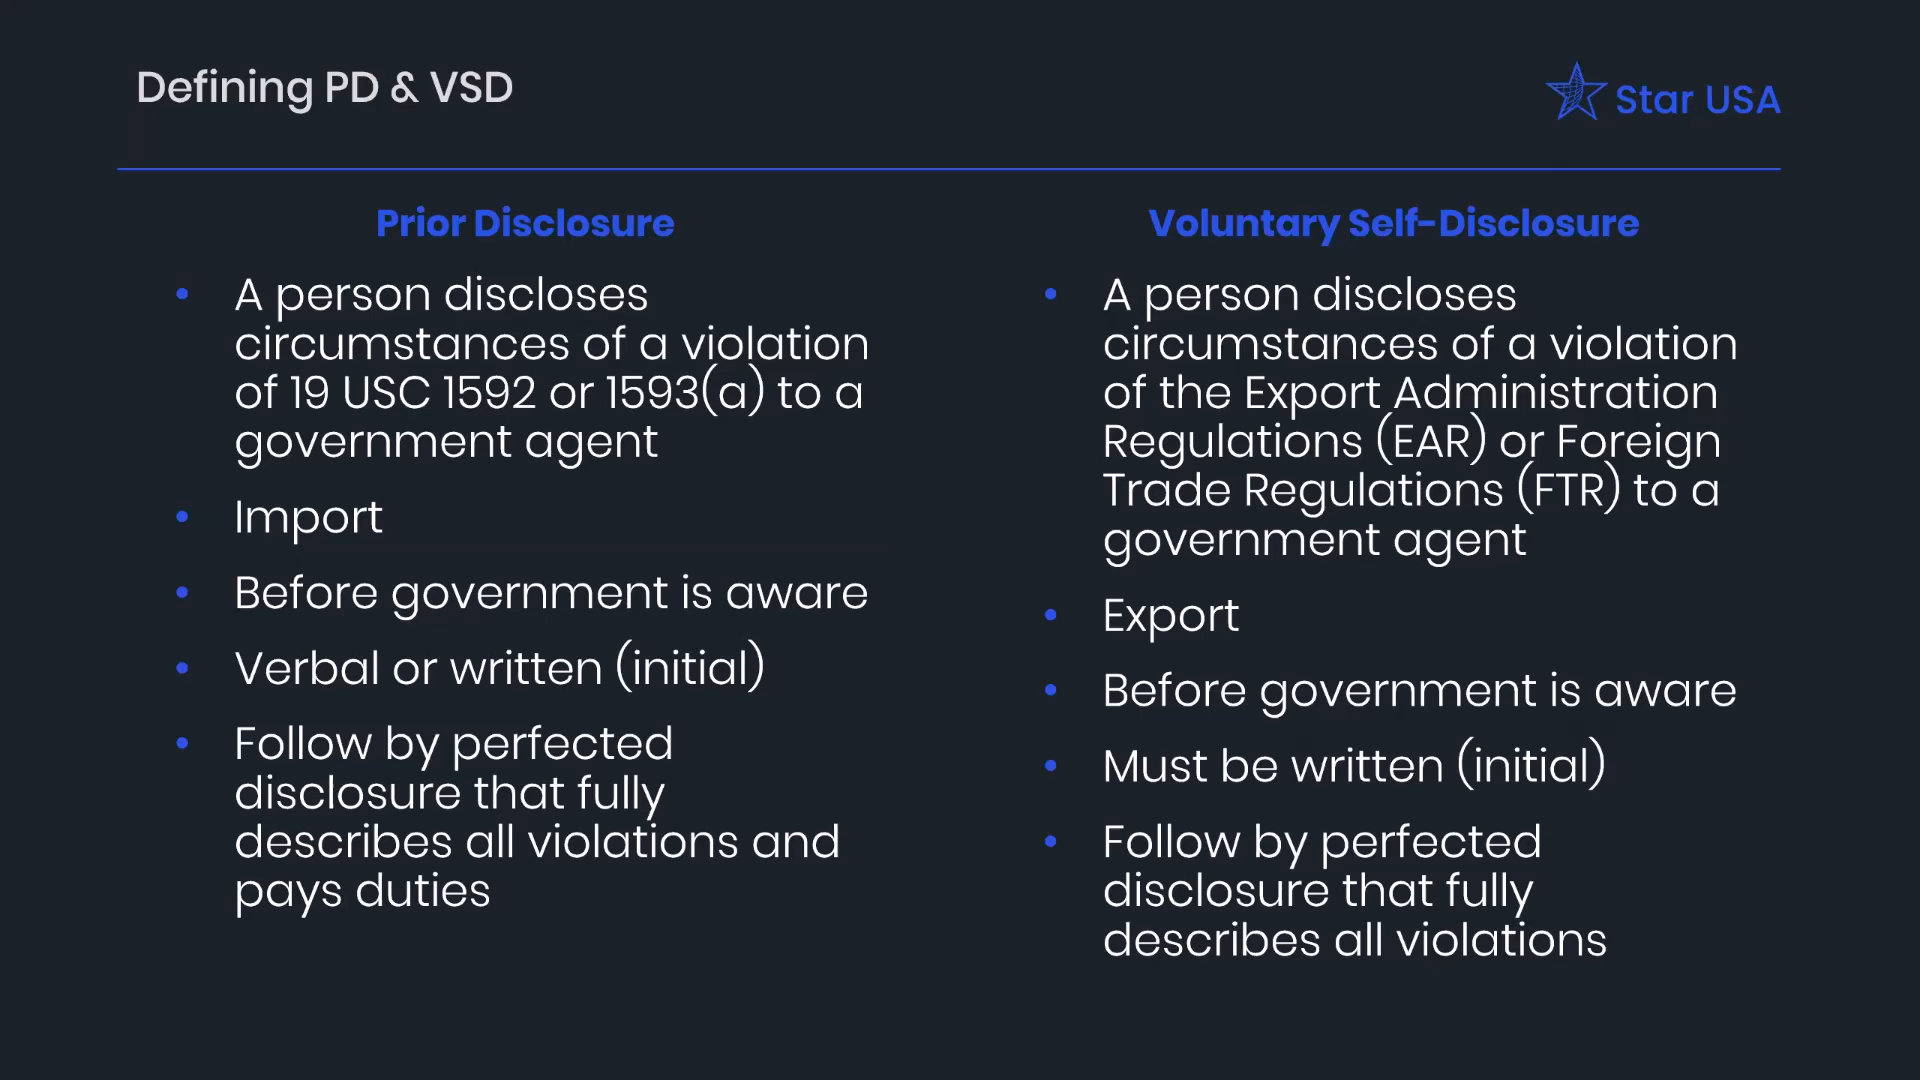 Defining PD & VSD
Star USA
Prior Disclosure
• A person discloses
circumstances of a violation
of 19 USC 1592 or 1593(a) to a
government agent
• Import
• Before government is aware
• Verbal or written (initial)
• Follow by perfected
disclosure that fully
describes all violations and
pays duties
Voluntary Self-Disclosure
• A person discloses
circumstances of a violation
of the Export Administration
Regulations (EAR) or Foreign
Trade Regulations (FTR) to a
government agent
• Export
• Before government is aware
• Must be written (initial)
• Follow by perfected
disclosure that fully
describes all violations